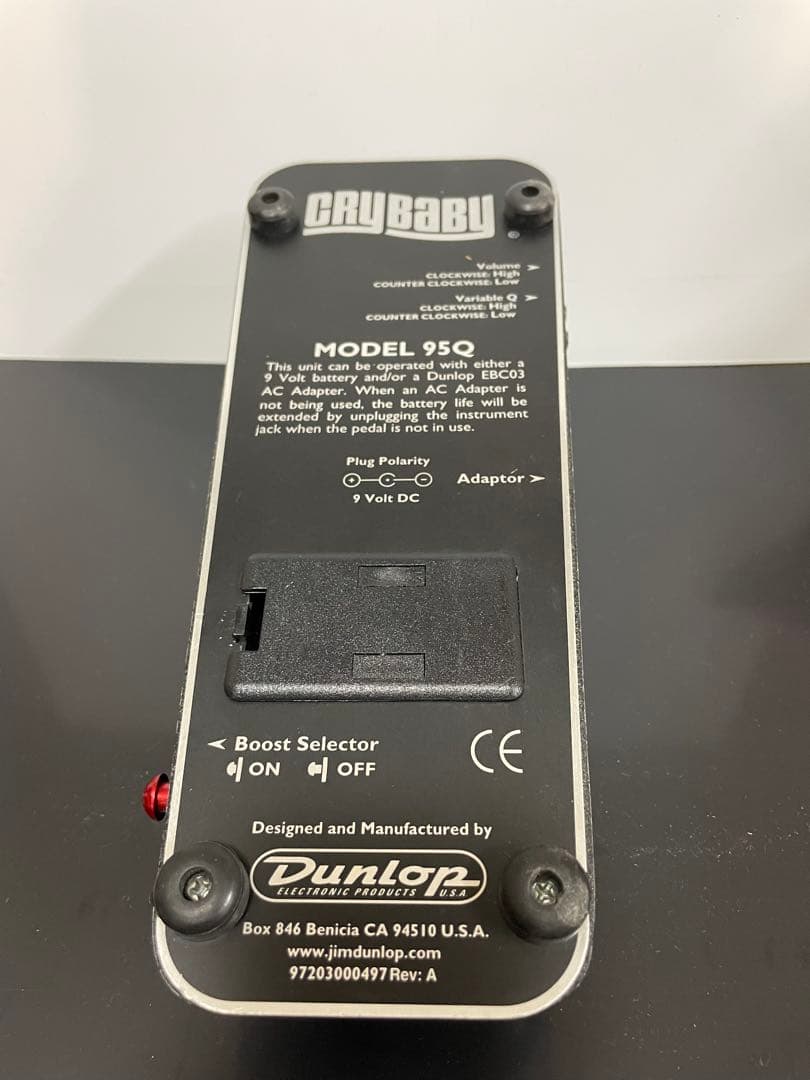 CRYBABY ®
Volume ➤
CLOCKWISE: High
COUNTER CLOCKWISE: Low
Variable Q ➤
CLOCKWISE: High
COUNTER CLOCKWISE: Low
MODEL 95Q
This unit can be operated with either a
9 Volt battery and/or a Dunlop EBC03
AC Adapter. When an AC Adapter is
not being used, the battery life will be
extended by unplugging the instrument
jack when the pedal is not in use.
Plug Polarity
+ C −
Adaptor ➤
9 Volt DC
Boost Selector
ON OFF
CE
Designed and Manufactured by
Dunlop
ELECTRONIC PRODUCTS U.S.A.
Box 846 Benicia CA 94510 U.S.A.
www.jimdunlop.com
97203000497 Rev: A